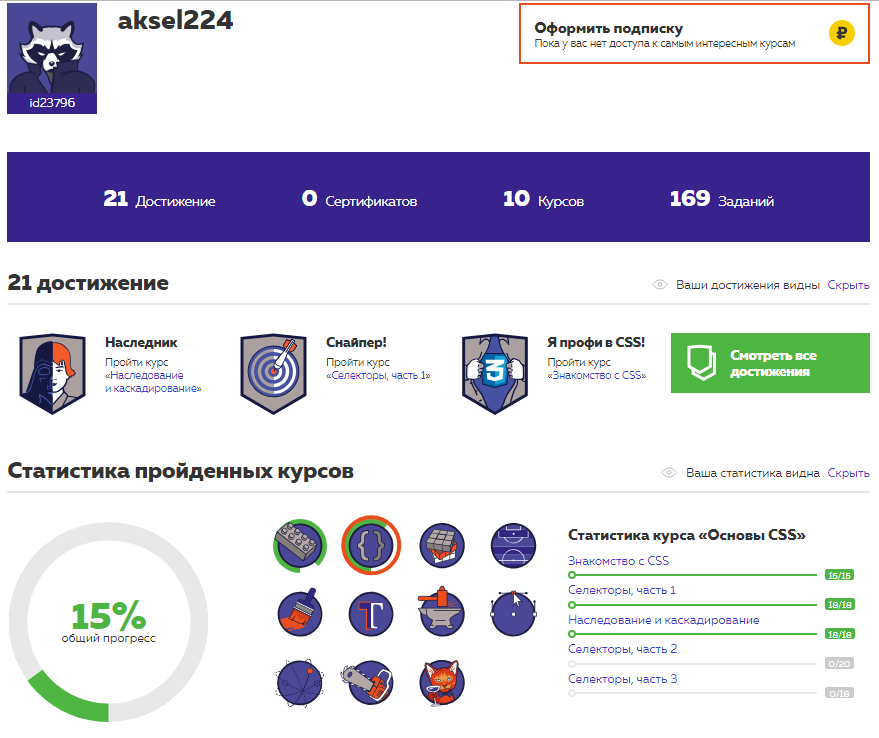 aksel224
id23796
Оформить подписку
Пока у вас нет доступа к самым интересным курсам
₽
21 Достижение
0 Сертификатов
10 Курсов
169 Заданий
21 достижение
Ваши достижения видны Скрыть
Наследник
Пройти курс
«Наследование
и каскадирование»
Снайпер!
Пройти курс
«Селекторы, часть 1»
3
Я профи в CSS!
Пройти курс
«Знакомство с CSS»
Смотреть все
достижения
Статистика пройденных курсов
Ваша статистика видна Скрыть
15%
общий прогресс
{ }
T
Статистика курса «Основы CSS»
Знакомство с CSS
15/15
Селекторы, часть 1
18/18
Наследование и каскадирование
18/18
Селекторы, часть 2
0/20
Селекторы, часть 3
0/18